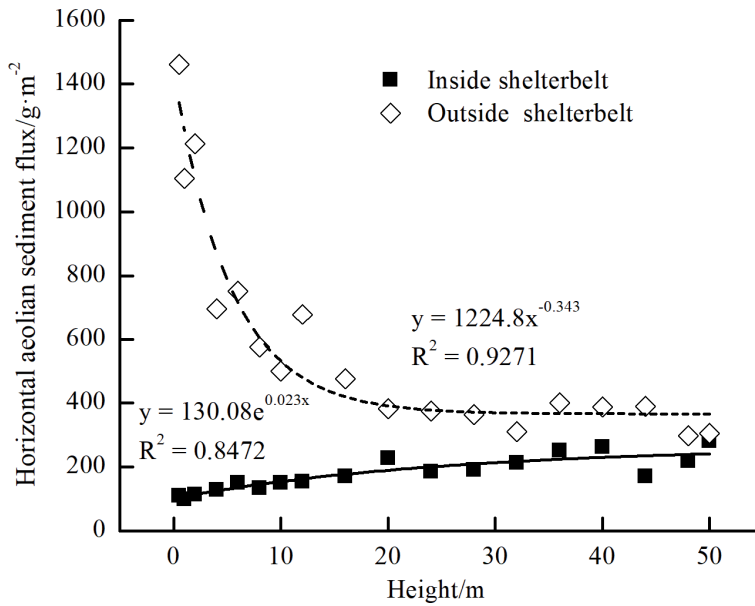 Horizontal aeolian sediment flux/g·m-2
1600
1400
1200
1000
800
600
400
200
0
Inside shelterbelt
Outside shelterbelt
y = 1224.8x-0.343
R2 = 0.9271
y = 130.08e0.023x
R2 = 0.8472
0 10 20 30 40 50
Height/m